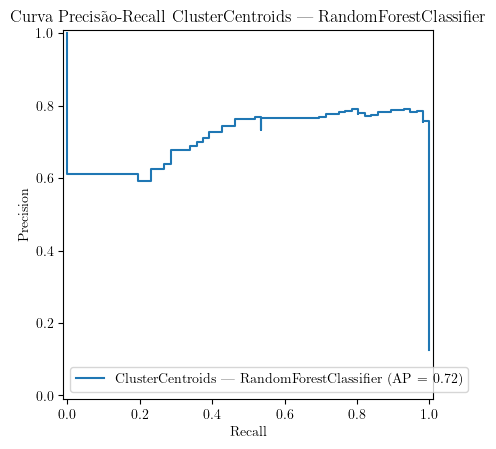 Curva Precisão-Recall ClusterCentroids — RandomForestClassifier
1.0
0.8
0.6
0.4
0.2
0.0
Precision
ClusterCentroids — RandomForestClassifier (AP = 0.72)
0.0 0.2 0.4 0.6 0.8 1.0
Recall